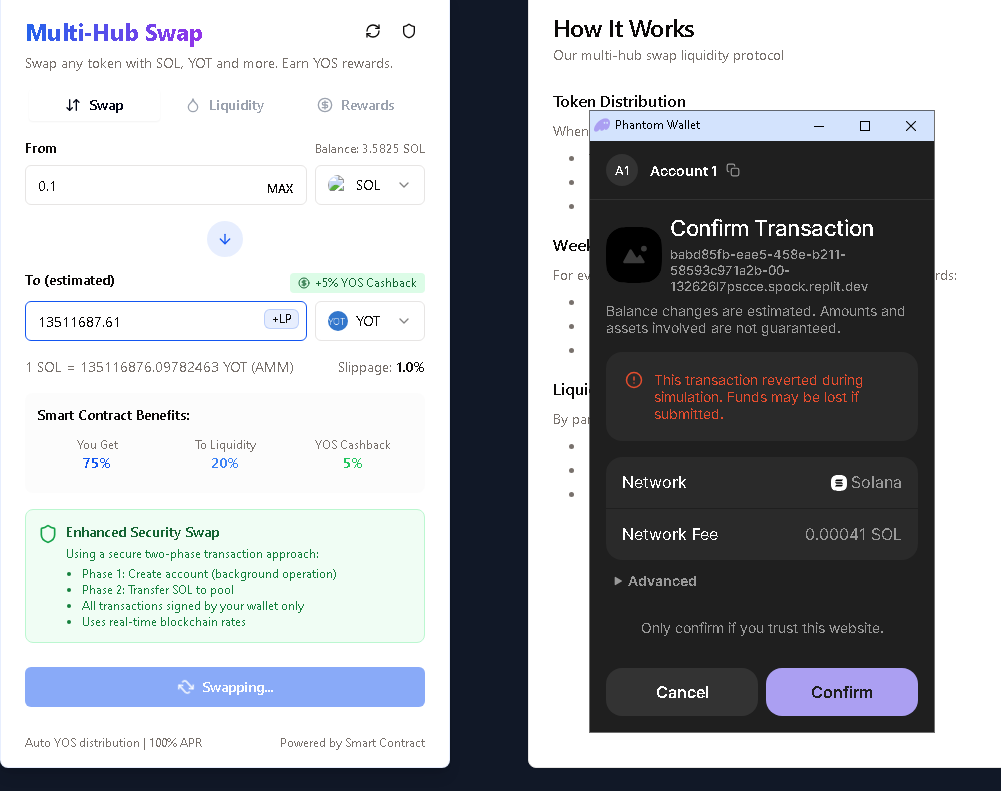 Multi-Hub Swap
Swap any token with SOL, YOT and more. Earn YOS rewards.
Swap
Liquidity
Rewards
From
Balance: 3.5825 SOL
0.1
MAX
SOL
To (estimated)
+5% YOS Cashback
13511687.61
+LP
YOT
YOT
1 SOL = 135116876.09782463 YOT (AMM)
Slippage: 1.0%
Smart Contract Benefits:
You Get
To Liquidity
YOS Cashback
75%
20%
5%
Enhanced Security Swap
Using a secure two-phase transaction approach:
Phase 1: Create account (background operation)
Phase 2: Transfer SOL to pool
All transactions signed by your wallet only
Uses real-time blockchain rates
Swapping...
Auto YOS distribution | 100% APR
Powered by Smart Contract
How It Works
Our multi-hub swap liquidity protocol
Token Distribution
When
Week
For ev
rds:
Liqui
By par
Phantom Wallet
A1
Account 1
Confirm Transaction
babd85fb-eae5-458e-b211-
58593c971a2b-00-
132626l7pscce.spock.replit.dev
Balance changes are estimated. Amounts and
assets involved are not guaranteed.
This transaction reverted during
simulation. Funds may be lost if
submitted.
Network
Solana
Network Fee
0.00041 SOL
Advanced
Only confirm if you trust this website.
Cancel
Confirm